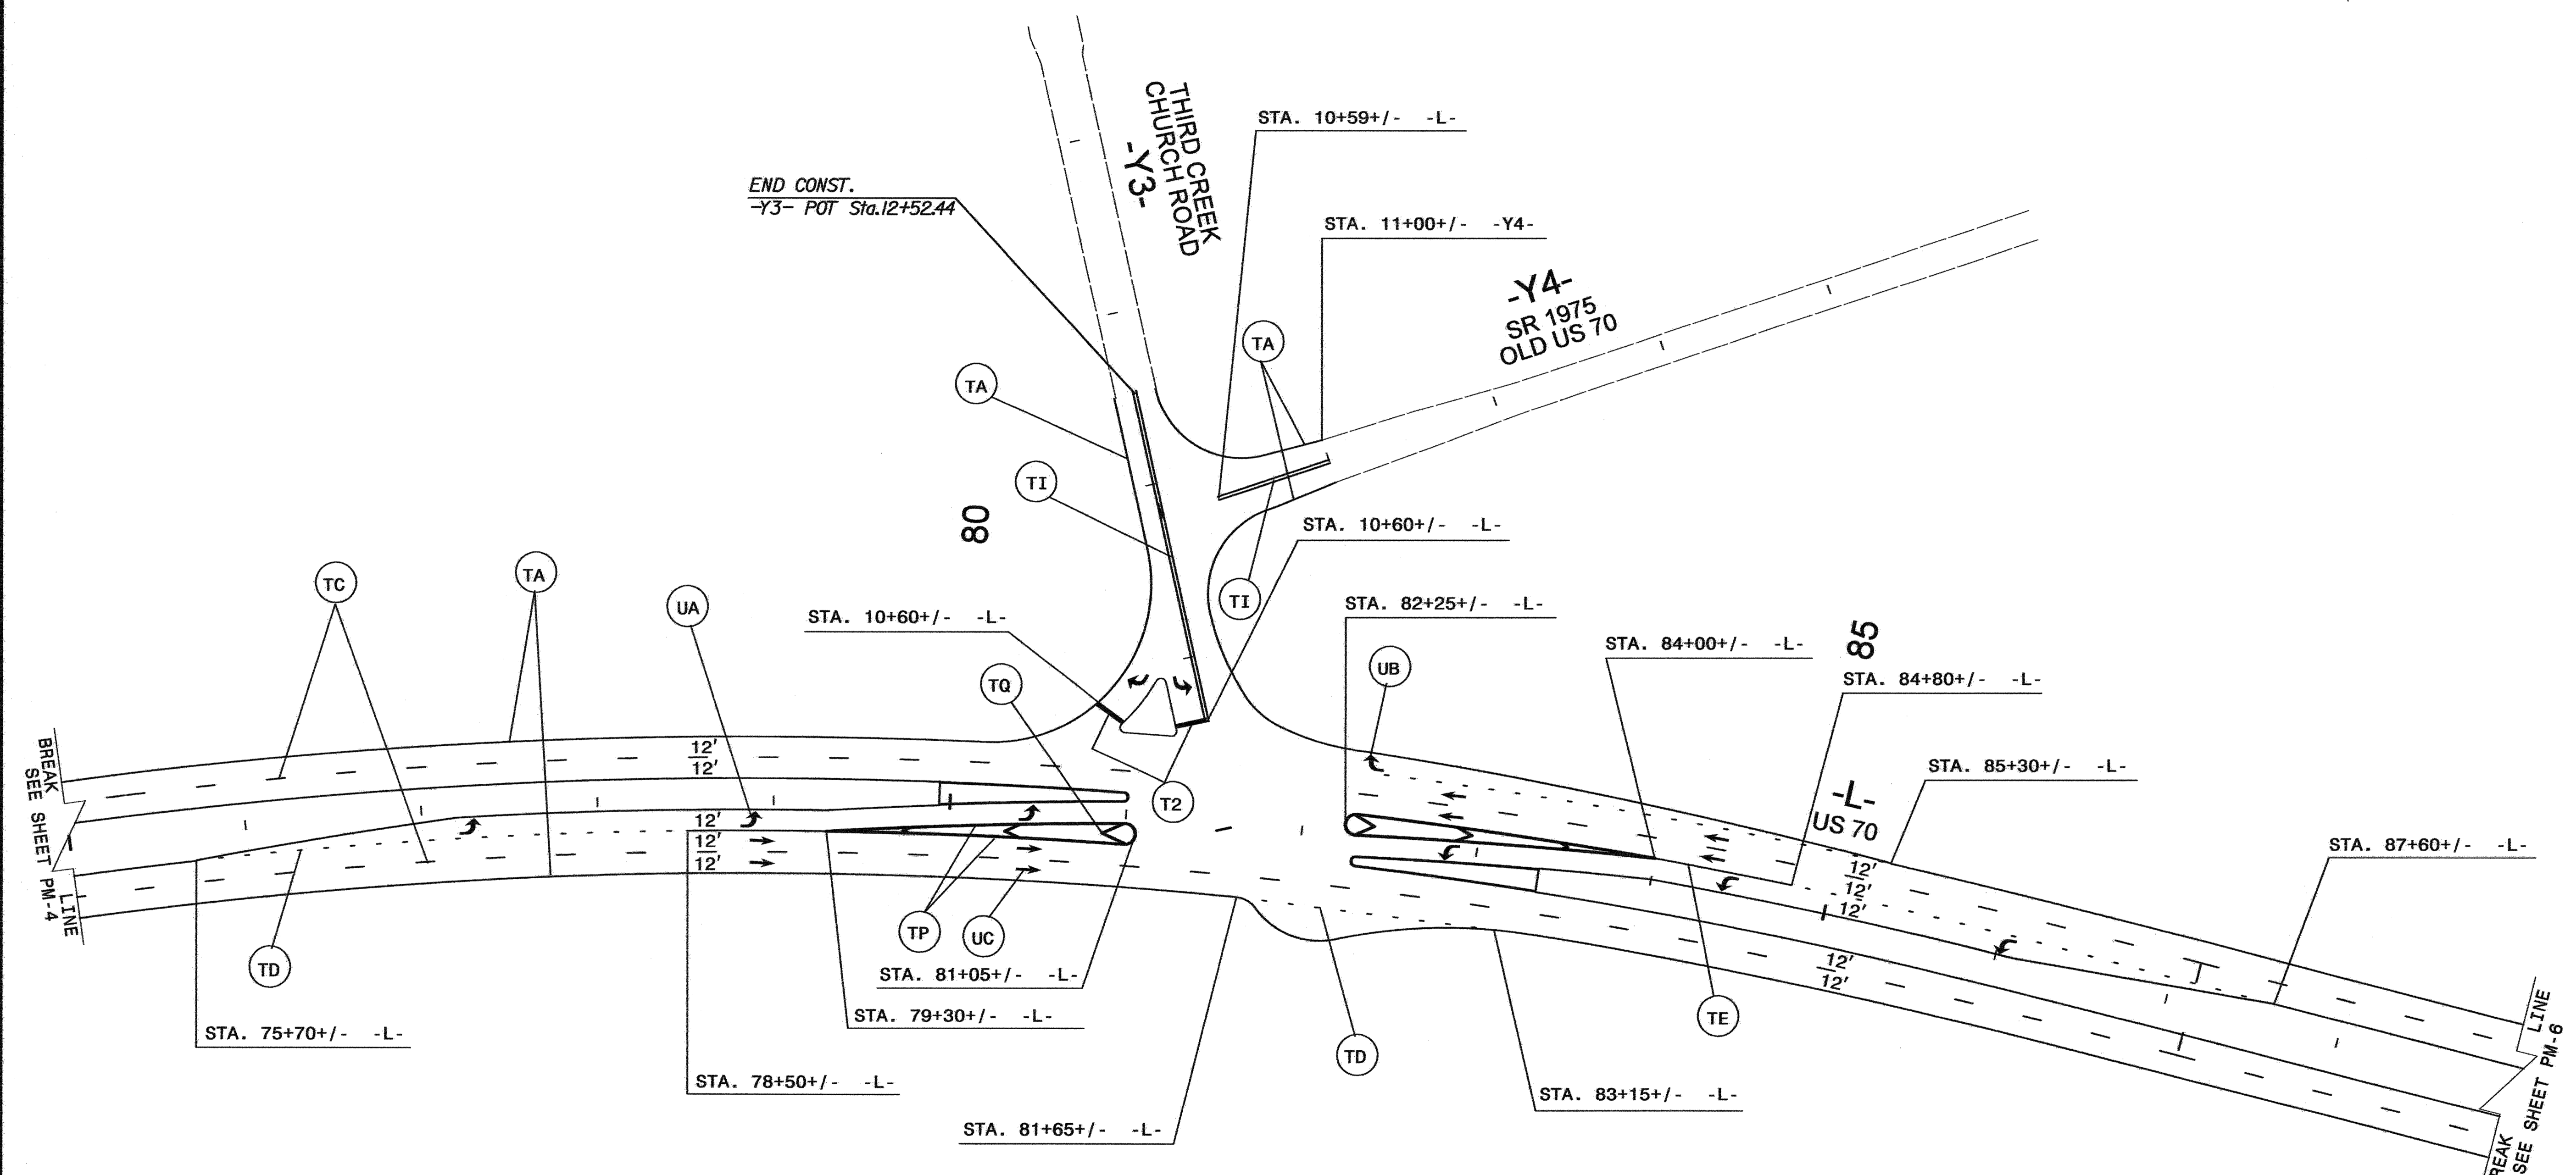 THIRD CREEK
CHURCH ROAD
-Y3-
STA. 10+59+/- -L-
END CONST.
-Y3- POT Sta.12+52.44
STA. 11+00+/- -Y4-
-Y4-
SR 1975
OLD US 70
TA
TA
TI
80
STA. 10+60+/- -L-
TC
TA
UA
TI
STA. 10+60+/- -L-
STA. 82+25+/- -L-
STA. 84+00+/- -L-
85
UB
TQ
STA. 84+80+/- -L-
BREAK LINE
SEE SHEET PM-4
12'
12'
T2
STA. 85+30+/- -L-
-L-
US 70
12'
12'
12'
STA. 87+60+/- -L-
12'
12'
12'
TP
UC
TD
STA. 81+05+/- -L-
12'
12'
STA. 79+30+/- -L-
TE
STA. 75+70+/- -L-
TD
STA. 78+50+/- -L-
STA. 83+15+/- -L-
STA. 81+65+/- -L-
BREAK LINE
SEE SHEET PM-6